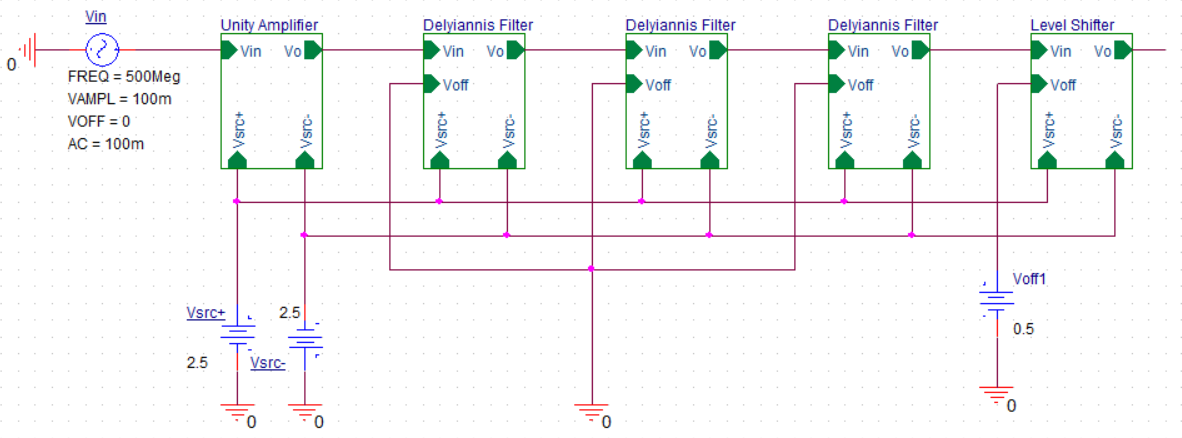 Vin
0
FREQ = 500Meg
VAMPL = 100m
VOFF = 0
AC = 100m
Unity Amplifier
Vin
Vo
Vsrc+
Vsrc-
Delyiannis Filter
Vin
Vo
Voff
Vsrc+
Vsrc-
Delyiannis Filter
Vin
Vo
Voff
Vsrc+
Vsrc-
Delyiannis Filter
Vin
Vo
Voff
Vsrc+
Vsrc-
Level Shifter
Vin
Vo
Voff
Vsrc+
Vsrc-
Vsrc+
2.5
2.5
Vsrc-
0
0
0
Voff1
0.5
0